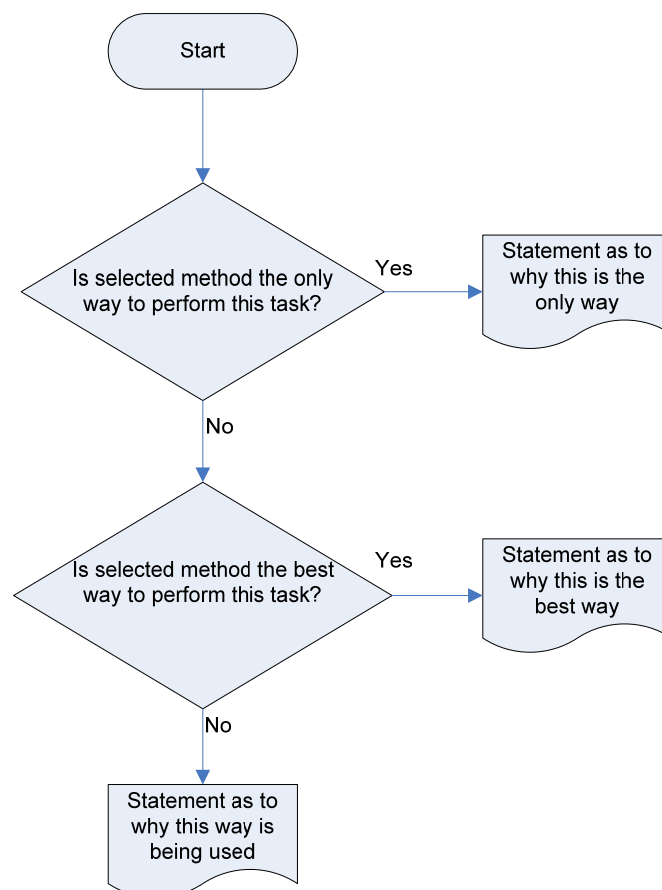 Start
Is selected method the only
way to perform this task?
Yes
Statement as to
why this is the
only way
No
Is selected method the best
way to perform this task?
Yes
Statement as to
why this is the
best way
No
Statement as to
why this way is
being used